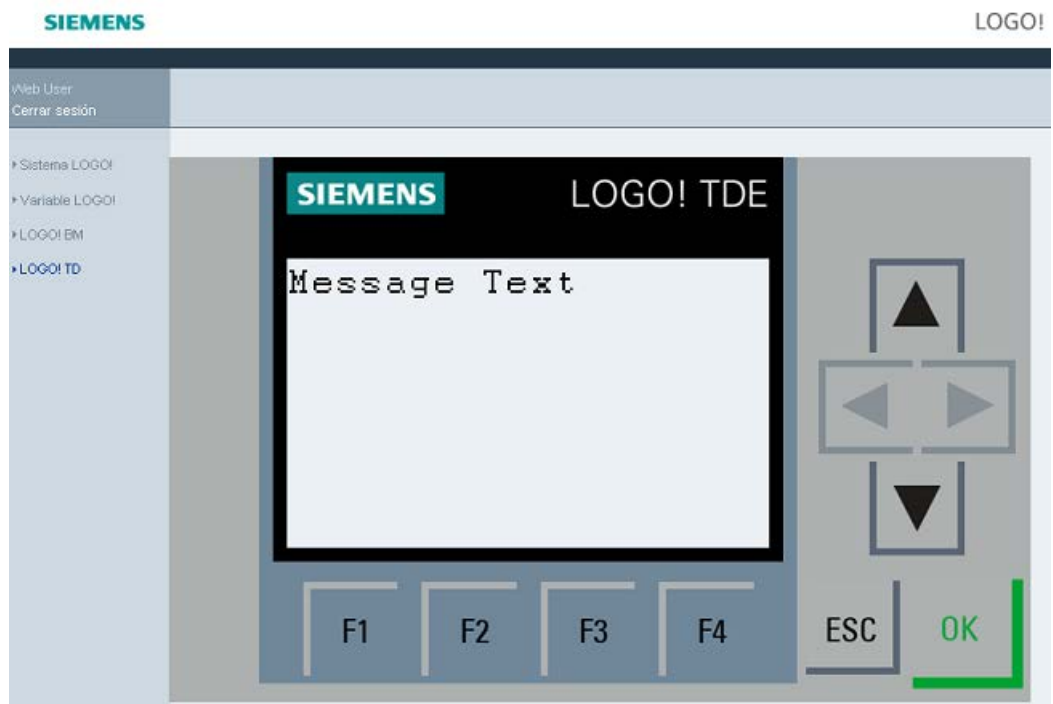 SIEMENS
LOGO!
Web User
Cerrar sesión
Sistema LOGO!
Variable LOGO!
LOGO! BM
LOGO! TD
SIEMENS
LOGO! TDE
Message Text
F1
F2
F3
F4
ESC
OK